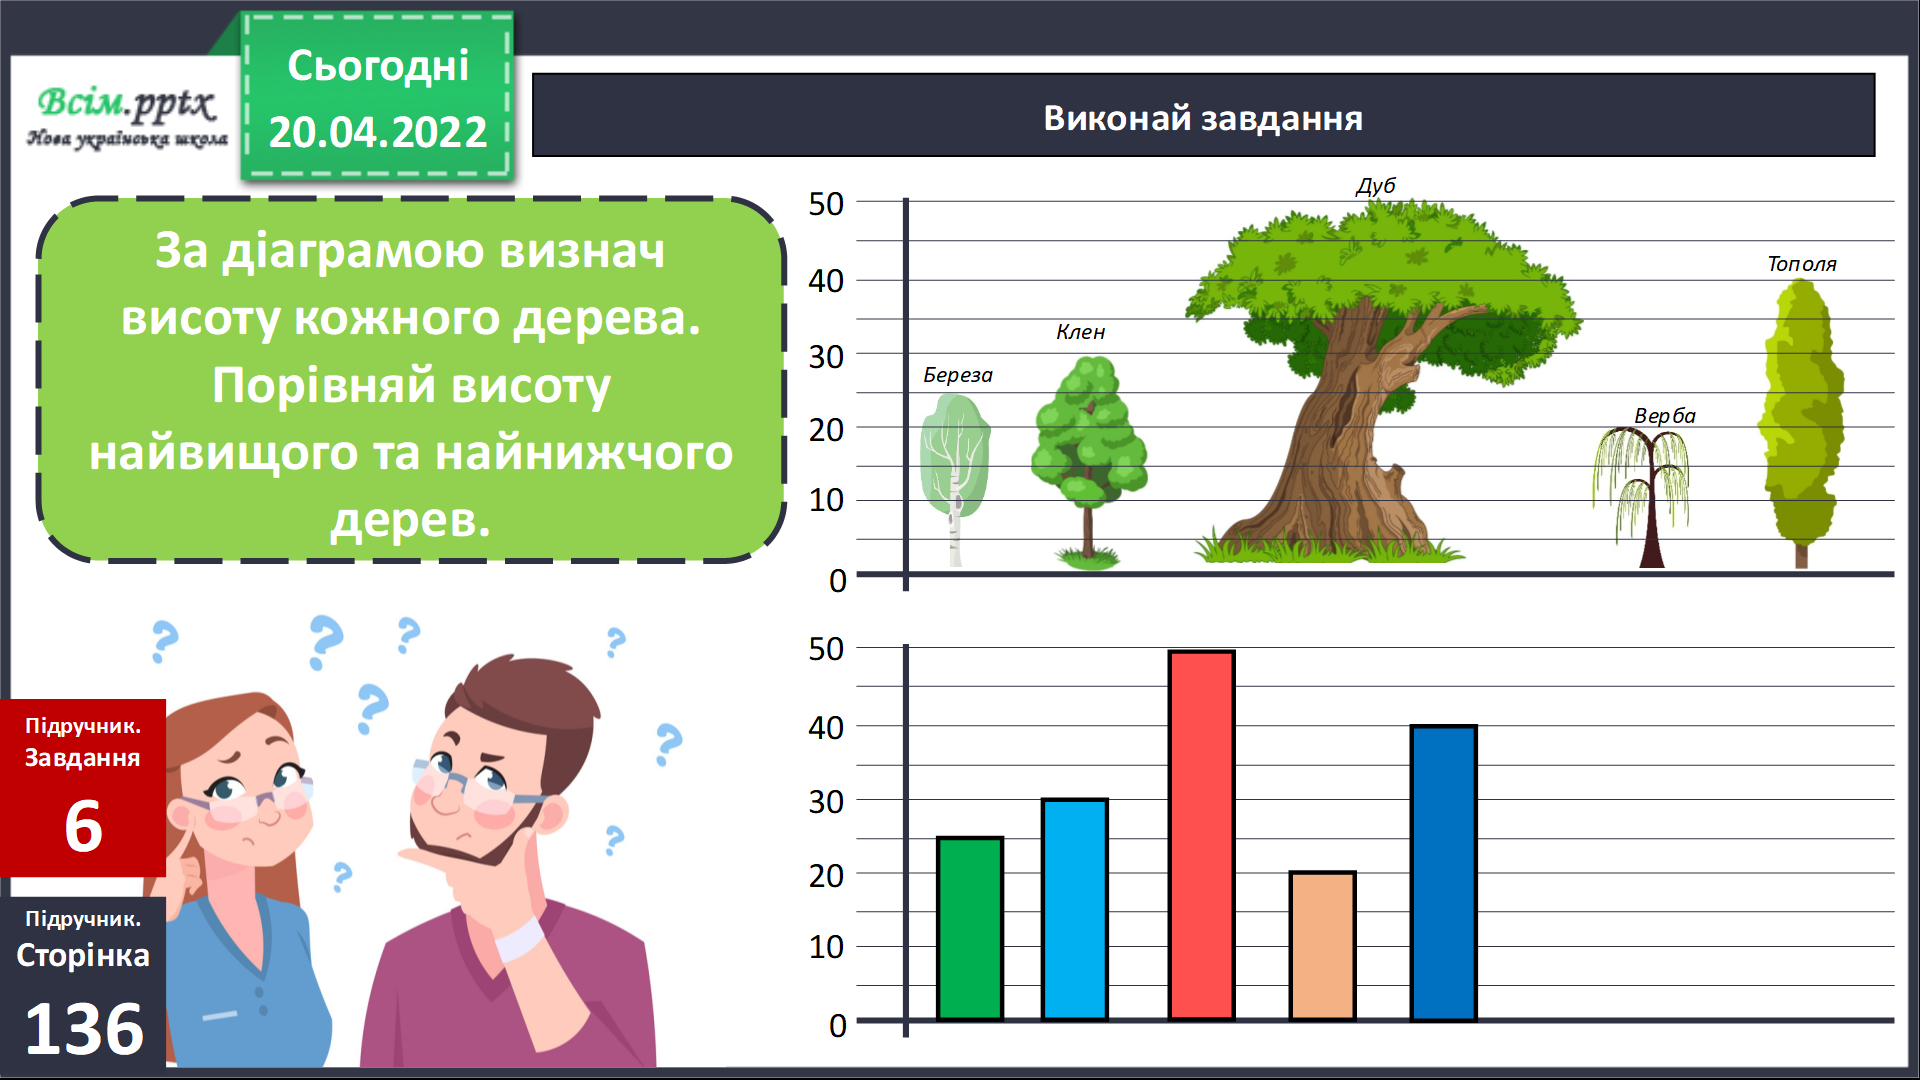 Всім.pptx
Нова українська школа
Сьогодні
20.04.2022
Виконай завдання
За діаграмою визнач
висоту кожного дерева.
Порівняй висоту
найвищого та найнижчого
дерев.
50
40
30
20
10
0
Береза
Клен
Дуб
Верба
Тополя
50
40
30
20
10
0
Підручник.
Завдання
6
Підручник.
Сторінка
136